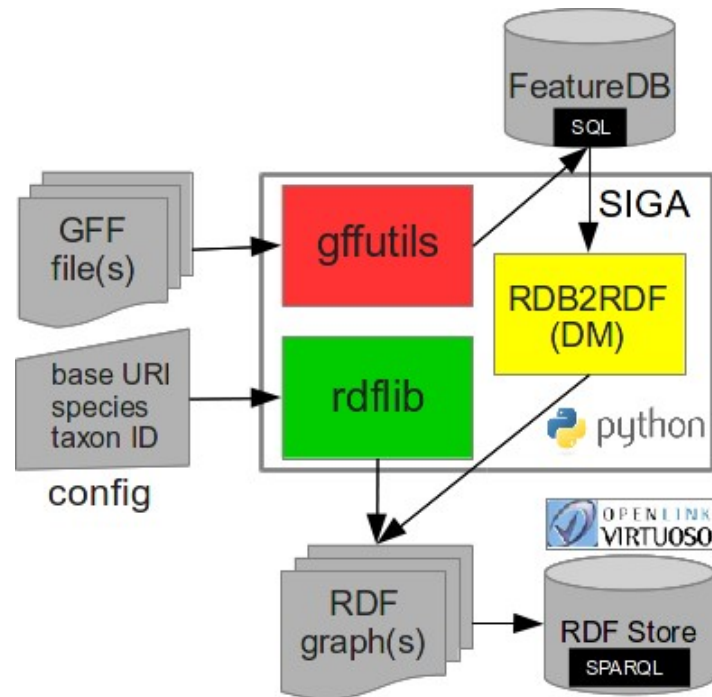 FeatureDB
SQL
SIGA
GFF
file(s)
gffutils
RDB2RDF
(DM)
base URI
species
taxon ID
config
rdflib
python
OPENLINK
VIRTUOSO
RDF
graph(s)
RDF Store
SPARQL